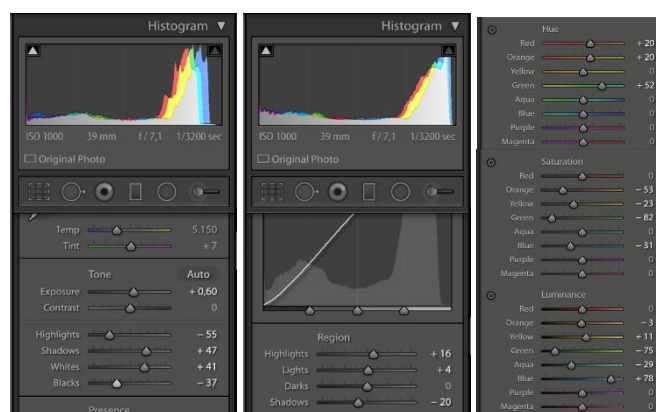 Histogram ▼
ISO 1000 39 mm f / 7,1 1/3200 sec
Original Photo
Temp 5.150
Tint + 7
Tone Auto
Exposure + 0,60
Contrast 0
Highlights − 55
Shadows + 47
Whites + 41
Blacks − 37
Presence
Histogram ▼
ISO 1000 39 mm f / 7,1 1/3200 sec
Original Photo
Region
Highlights + 16
Lights + 4
Darks 0
Shadows − 20
Hue
Red + 20
Orange + 20
Yellow 0
Green + 52
Aqua 0
Blue 0
Purple 0
Magenta 0
Saturation
Red 0
Orange − 53
Yellow − 23
Green − 82
Aqua 0
Blue − 31
Purple 0
Magenta 0
Luminance
Red 0
Orange − 3
Yellow + 11
Green − 75
Aqua − 29
Blue + 78
Purple 0
Magenta 0